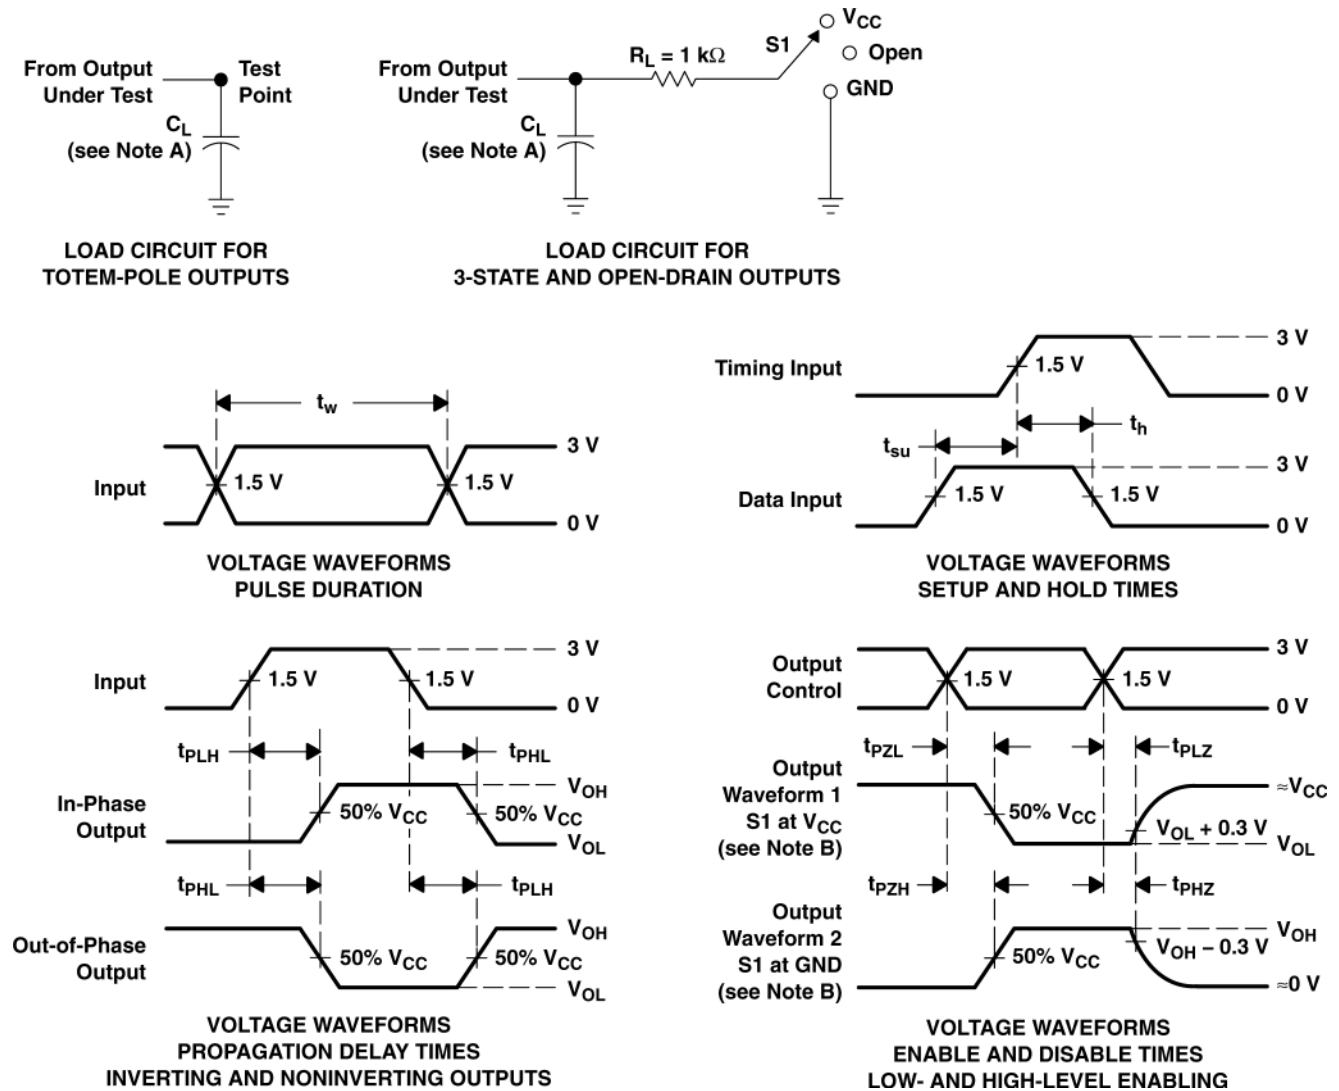 From Output
Under Test
Test
Point
C_L
(see Note A)
LOAD CIRCUIT FOR
TOTEM-POLE OUTPUTS
From Output
Under Test
R_L = 1 kΩ
S1
V_CC
Open
GND
C_L
(see Note A)
LOAD CIRCUIT FOR
3-STATE AND OPEN-DRAIN OUTPUTS
t_w
Input
1.5 V
1.5 V
3 V
0 V
VOLTAGE WAVEFORMS
PULSE DURATION
Timing Input
1.5 V
3 V
0 V
t_h
t_su
Data Input
1.5 V
1.5 V
3 V
0 V
VOLTAGE WAVEFORMS
SETUP AND HOLD TIMES
Input
1.5 V
1.5 V
3 V
0 V
t_PLH
t_PHL
In-Phase
Output
50% V_CC
50% V_CC
V_OH
V_OL
t_PHL
t_PLH
Out-of-Phase
Output
50% V_CC
50% V_CC
V_OH
V_OL
VOLTAGE WAVEFORMS
PROPAGATION DELAY TIMES
INVERTING AND NONINVERTING OUTPUTS
Output
Control
1.5 V
1.5 V
3 V
0 V
t_PZL
t_PLZ
Output
Waveform 1
S1 at V_CC
(see Note B)
50% V_CC
V_OL + 0.3 V
≈V_CC
V_OL
t_PZH
t_PHZ
Output
Waveform 2
S1 at GND
(see Note B)
50% V_CC
V_OH − 0.3 V
V_OH
≈0 V
VOLTAGE WAVEFORMS
ENABLE AND DISABLE TIMES
LOW- AND HIGH-LEVEL ENABLING